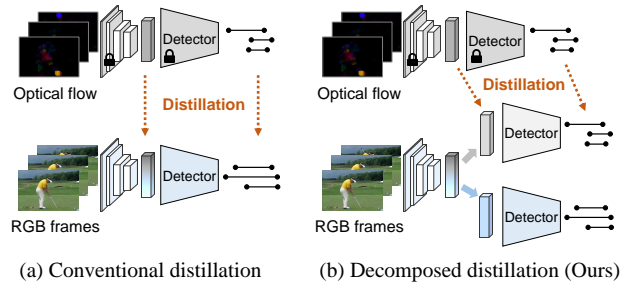 Detector
Optical flow
Distillation
Detector
RGB frames
(a) Conventional distillation
Detector
Optical flow
Distillation
Detector
Detector
RGB frames
(b) Decomposed distillation (Ours)